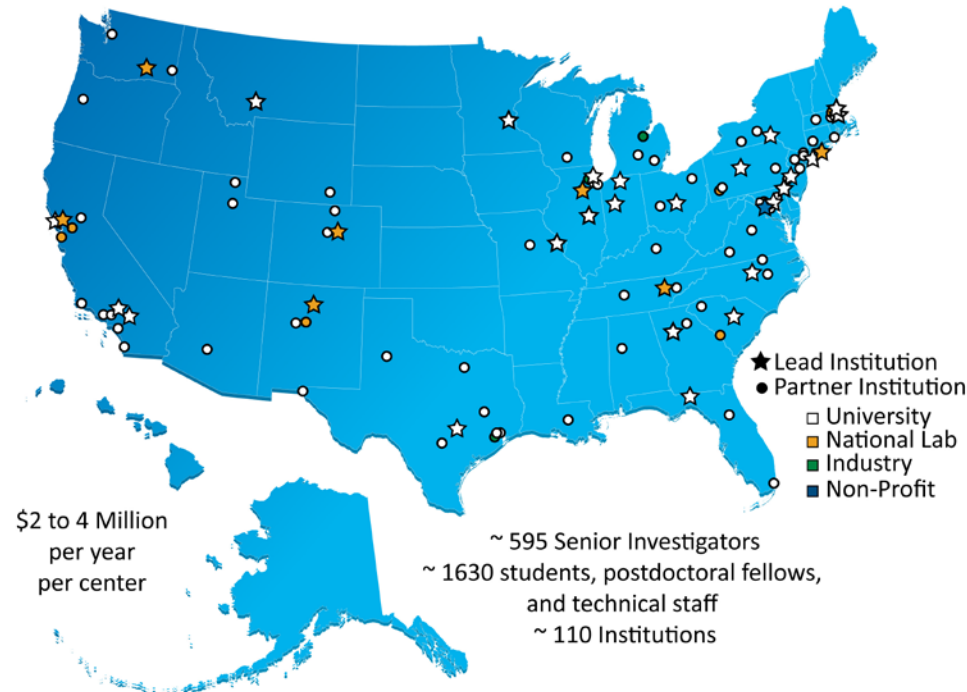 Lead Institution
Partner Institution
University
National Lab
Industry
Non-Profit
$2 to 4 Million
per year
per center
~ 595 Senior Investigators
~ 1630 students, postdoctoral fellows,
and technical staff
~ 110 Institutions